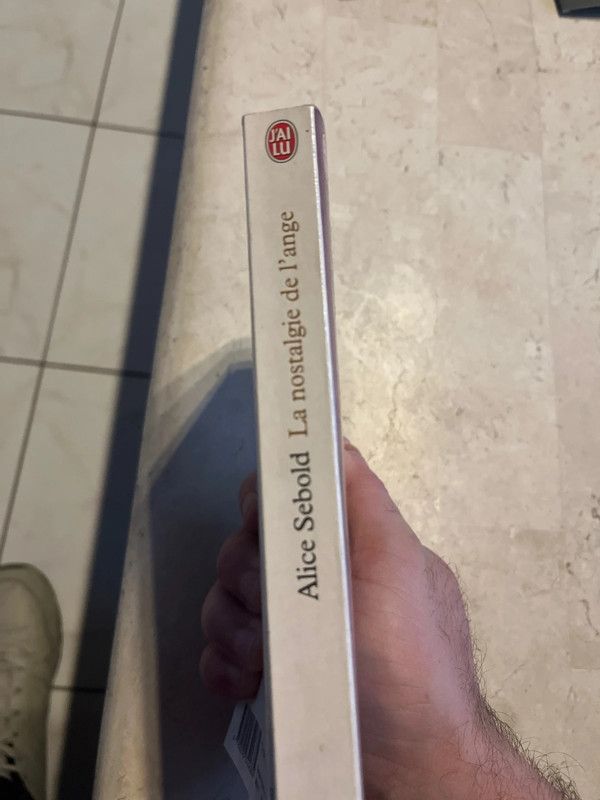 J'AI
LU
Alice Sebold La nostalgie de l'ange